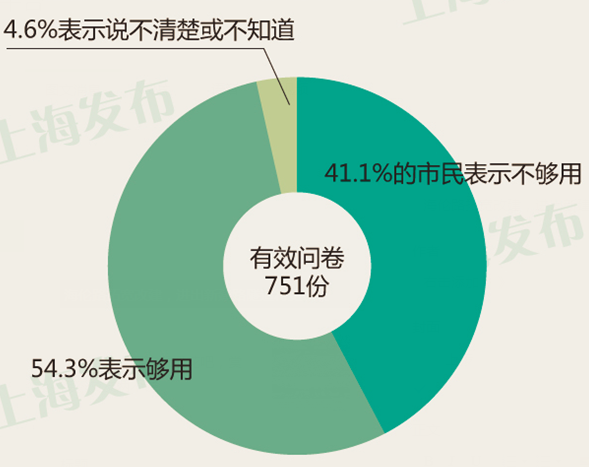 4.6%表示说不清楚或不知道
上海发布
41.1%的市民表示不够用
发布
有效问卷
751份
54.3%表示够用
上海发布